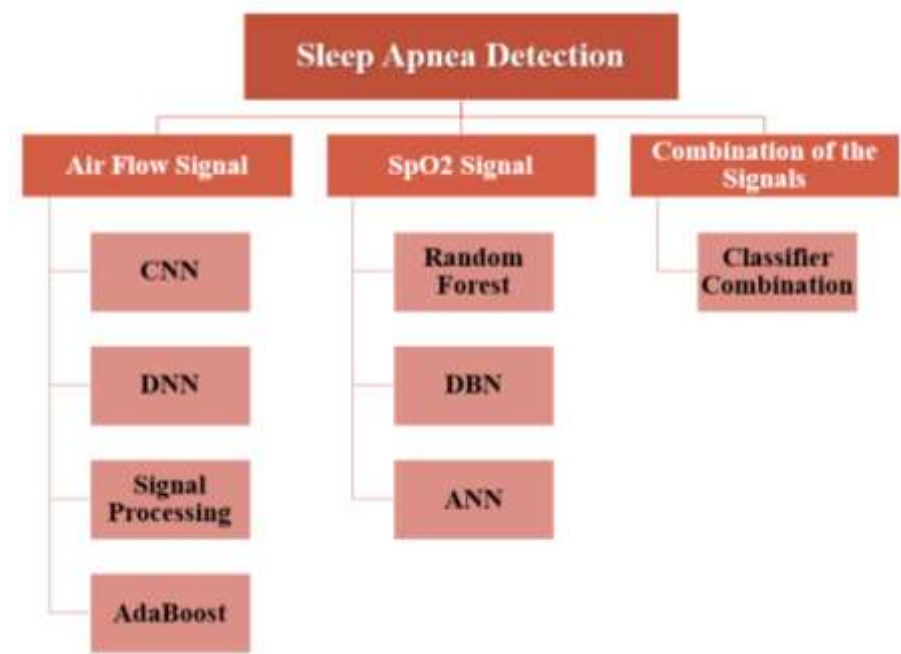 Sleep Apnea Detection
Air Flow Signal
CNN
DNN
Signal
Processing
AdaBoost
SpO2 Signal
Random
Forest
DBN
ANN
Combination of the
Signals
Classifier
Combination